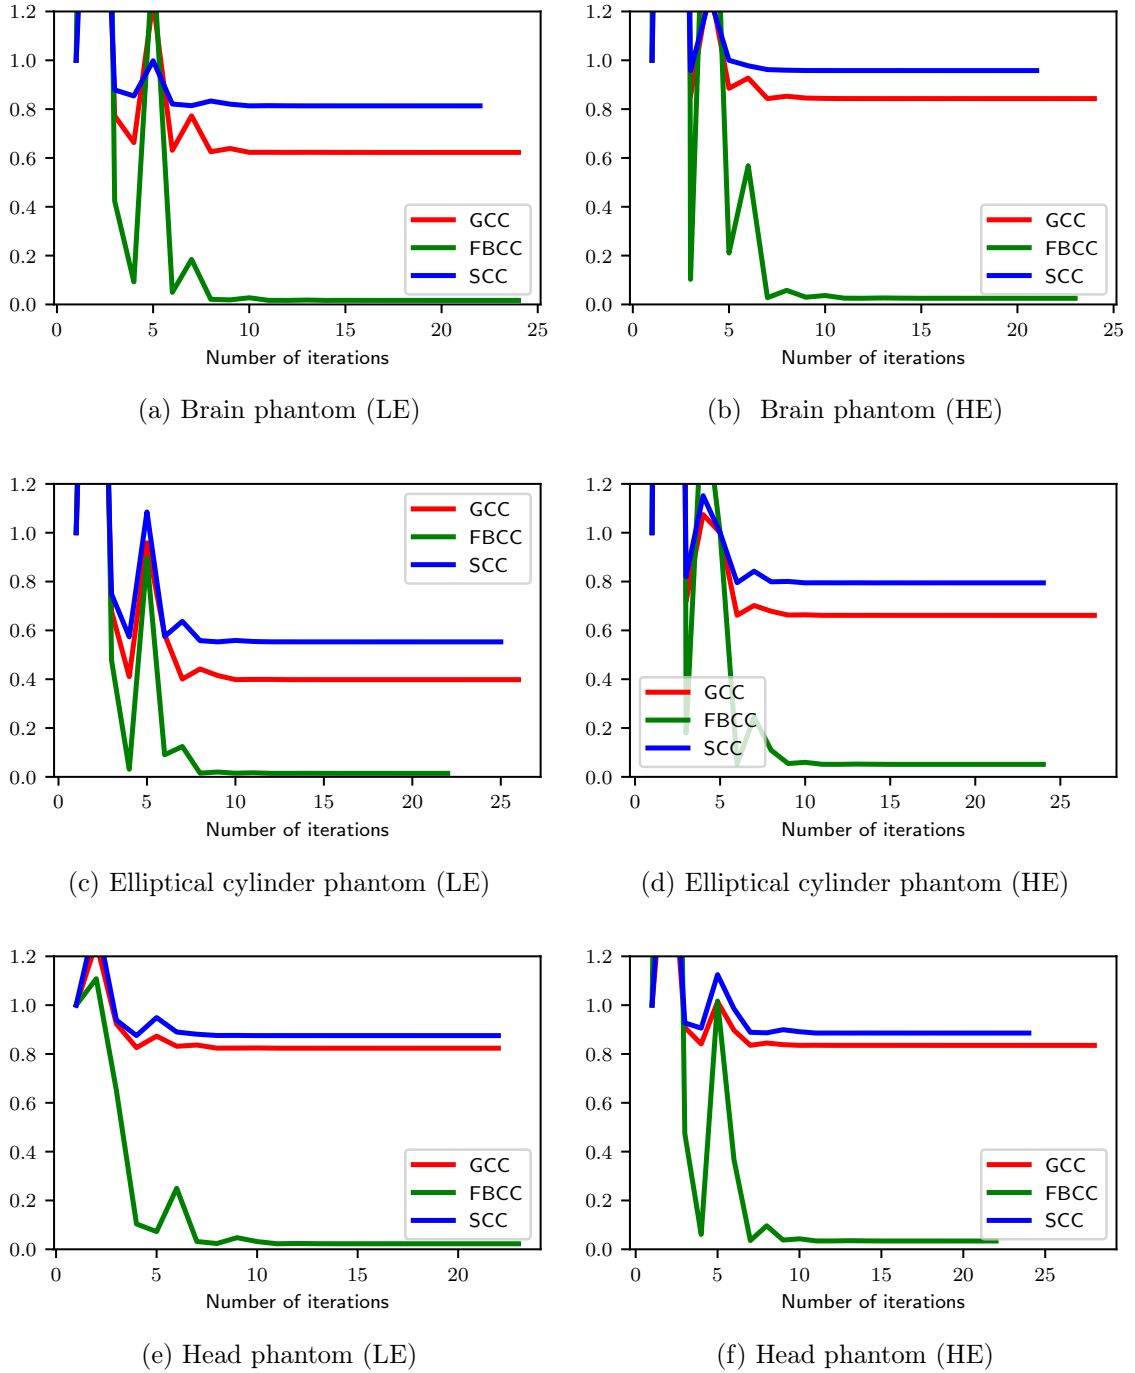 1.2
1.0
0.8
0.6
0.4
0.2
0.0
GCC
FBCC
SCC
0 5 10 15 20 25
Number of iterations
(a) Brain phantom (LE)
1.2
1.0
0.8
0.6
0.4
0.2
0.0
GCC
FBCC
SCC
0 5 10 15 20 25
Number of iterations
(b) Brain phantom (HE)
1.2
1.0
0.8
0.6
0.4
0.2
0.0
GCC
FBCC
SCC
0 5 10 15 20 25
Number of iterations
(c) Elliptical cylinder phantom (LE)
1.2
1.0
0.8
0.6
0.4
0.2
0.0
GCC
FBCC
SCC
0 5 10 15 20 25
Number of iterations
(d) Elliptical cylinder phantom (HE)
1.2
1.0
0.8
0.6
0.4
0.2
0.0
GCC
FBCC
SCC
0 5 10 15 20
Number of iterations
(e) Head phantom (LE)
1.2
1.0
0.8
0.6
0.4
0.2
0.0
GCC
FBCC
SCC
0 5 10 15 20 25
Number of iterations
(f) Head phantom (HE)